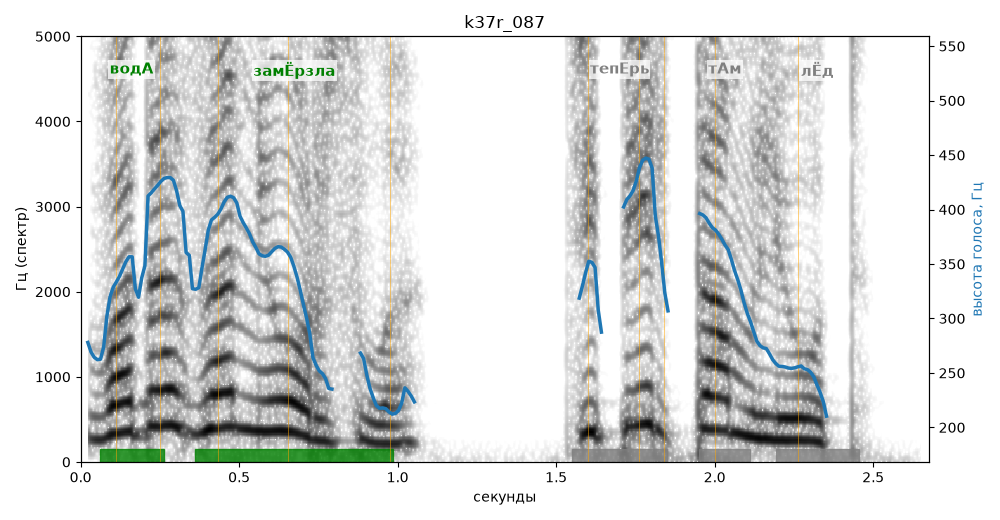 k37r_087
5000
4000
3000
2000
1000
0
Гц (спектр)
водА
замЁрзла
тепЕрь
тАм
лЁд
550
500
450
400
350
300
250
200
высота голоса, Гц
0.0
0.5
1.0
1.5
2.0
2.5
секунды